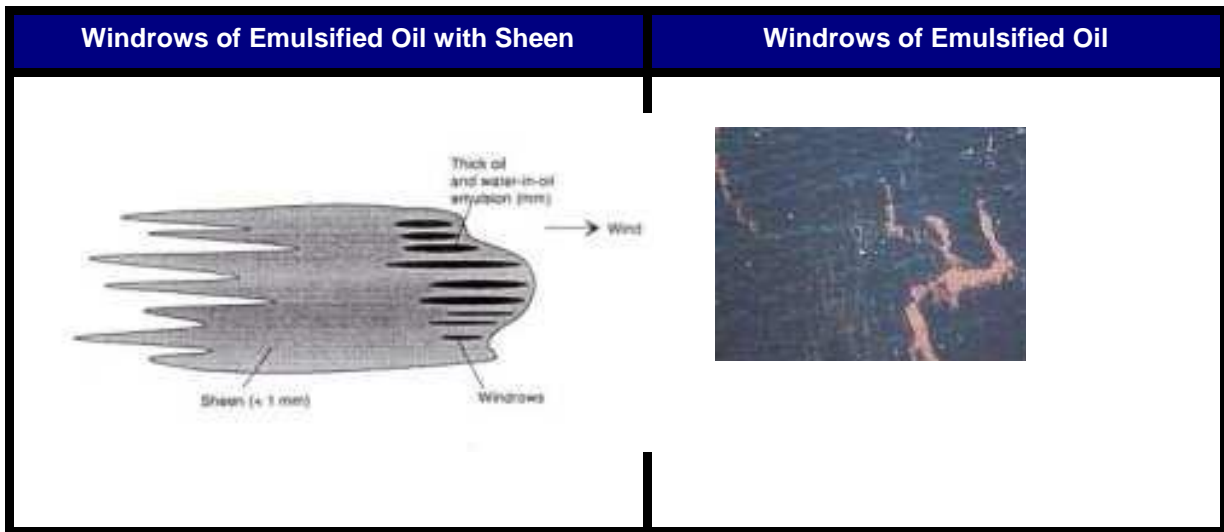 Windrows of Emulsified Oil with Sheen
Windrows of Emulsified Oil
Thick oil
and water-in-oil
emulsion (mm)
Wind
Sheen (< 1 mm)
Windrows